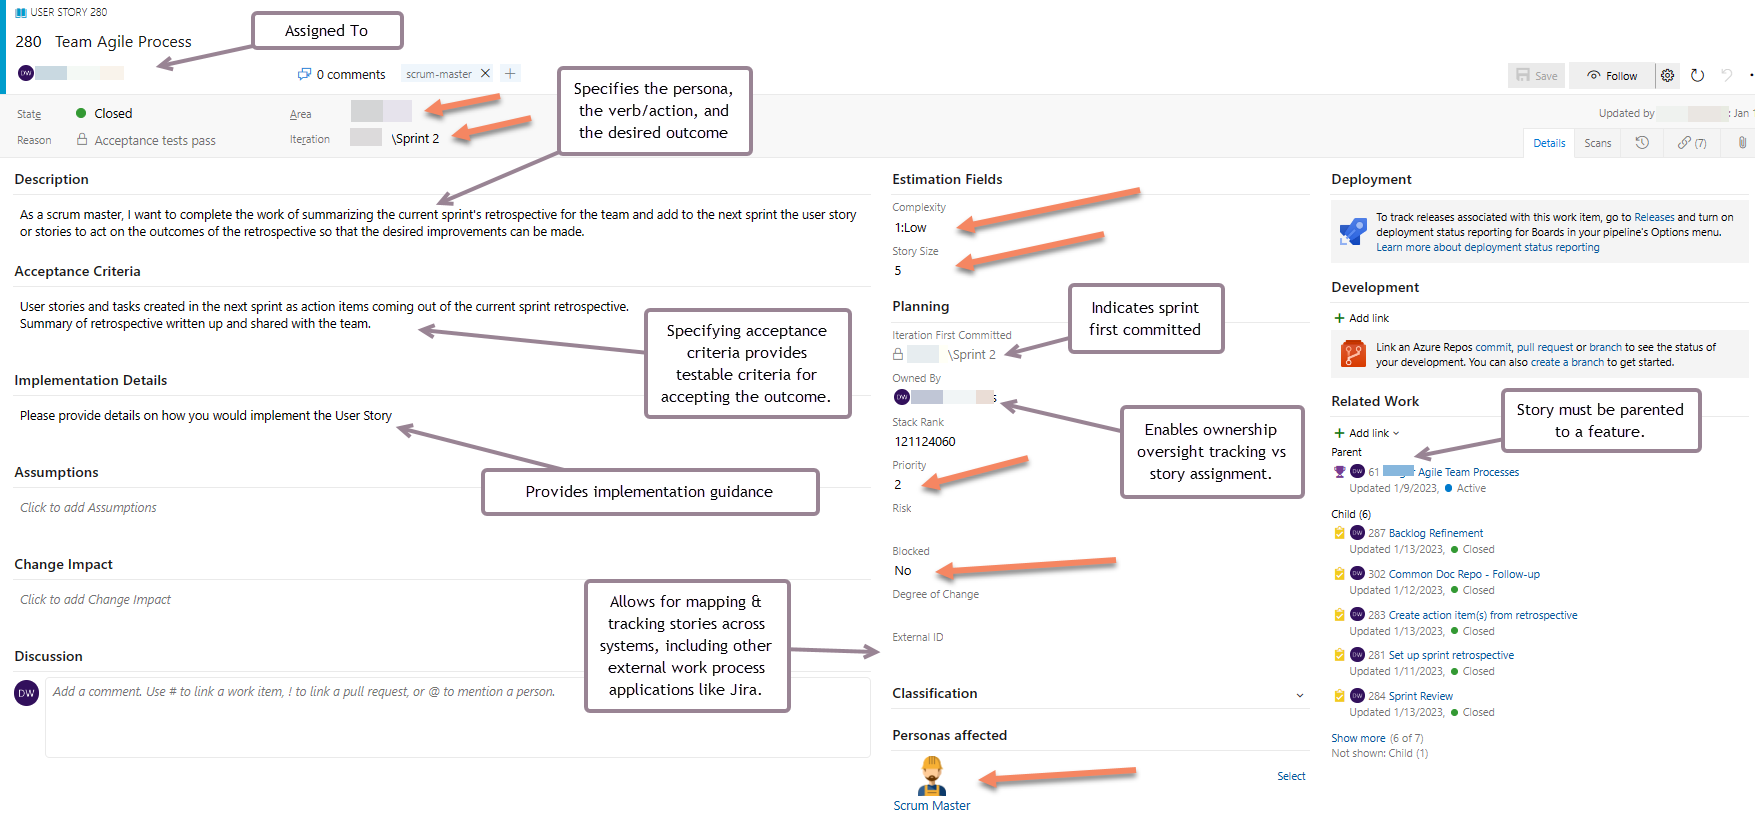 USER STORY 280
280 Team Agile Process
Assigned To
DW
0 comments
scrum-master
Save
Follow
State
Closed
Area
Reason
Acceptance tests pass
Iteration
\Sprint 2
Updated by
: Jan 1
Details
Scans
(7)
Specifies the persona,
the verb/action, and
the desired outcome
Description
As a scrum master, I want to complete the work of summarizing the current sprint's retrospective for the team and add to the next sprint the user story
or stories to act on the outcomes of the retrospective so that the desired improvements can be made.
Acceptance Criteria
User stories and tasks created in the next sprint as action items coming out of the current sprint retrospective.
Summary of retrospective written up and shared with the team.
Specifying acceptance
criteria provides
testable criteria for
accepting the outcome.
Implementation Details
Please provide details on how you would implement the User Story
Provides implementation guidance
Assumptions
Click to add Assumptions
Change Impact
Click to add Change Impact
Allows for mapping &
tracking stories across
systems, including other
external work process
applications like Jira.
Discussion
DW
Add a comment. Use # to link a work item, ! to link a pull request, or @ to mention a person.
Estimation Fields
Complexity
1:Low
Story Size
5
Planning
Iteration First Committed
\Sprint 2
Indicates sprint
first committed
Owned By
DW
s
Enables ownership
oversight tracking vs
story assignment.
Stack Rank
121124060
Priority
2
Risk
Blocked
No
Degree of Change
External ID
Classification
Personas affected
Select
Scrum Master
Deployment
To track releases associated with this work item, go to Releases and turn on
deployment status reporting for Boards in your pipeline's Options menu.
Learn more about deployment status reporting
Development
Add link
Link an Azure Repos commit, pull request or branch to see the status of
your development. You can also create a branch to get started.
Related Work
Story must be parented
to a feature.
Add link
Parent
DW 61 Agile Team Processes
Updated 1/9/2023, Active
Child (6)
DW 287 Backlog Refinement
Updated 1/13/2023, Closed
DW 302 Common Doc Repo - Follow-up
Updated 1/12/2023, Closed
DW 283 Create action item(s) from retrospective
Updated 1/13/2023, Closed
DW 281 Set up sprint retrospective
Updated 1/11/2023, Closed
DW 284 Sprint Review
Updated 1/13/2023, Closed
Show more (6 of 7)
Not shown: Child (1)